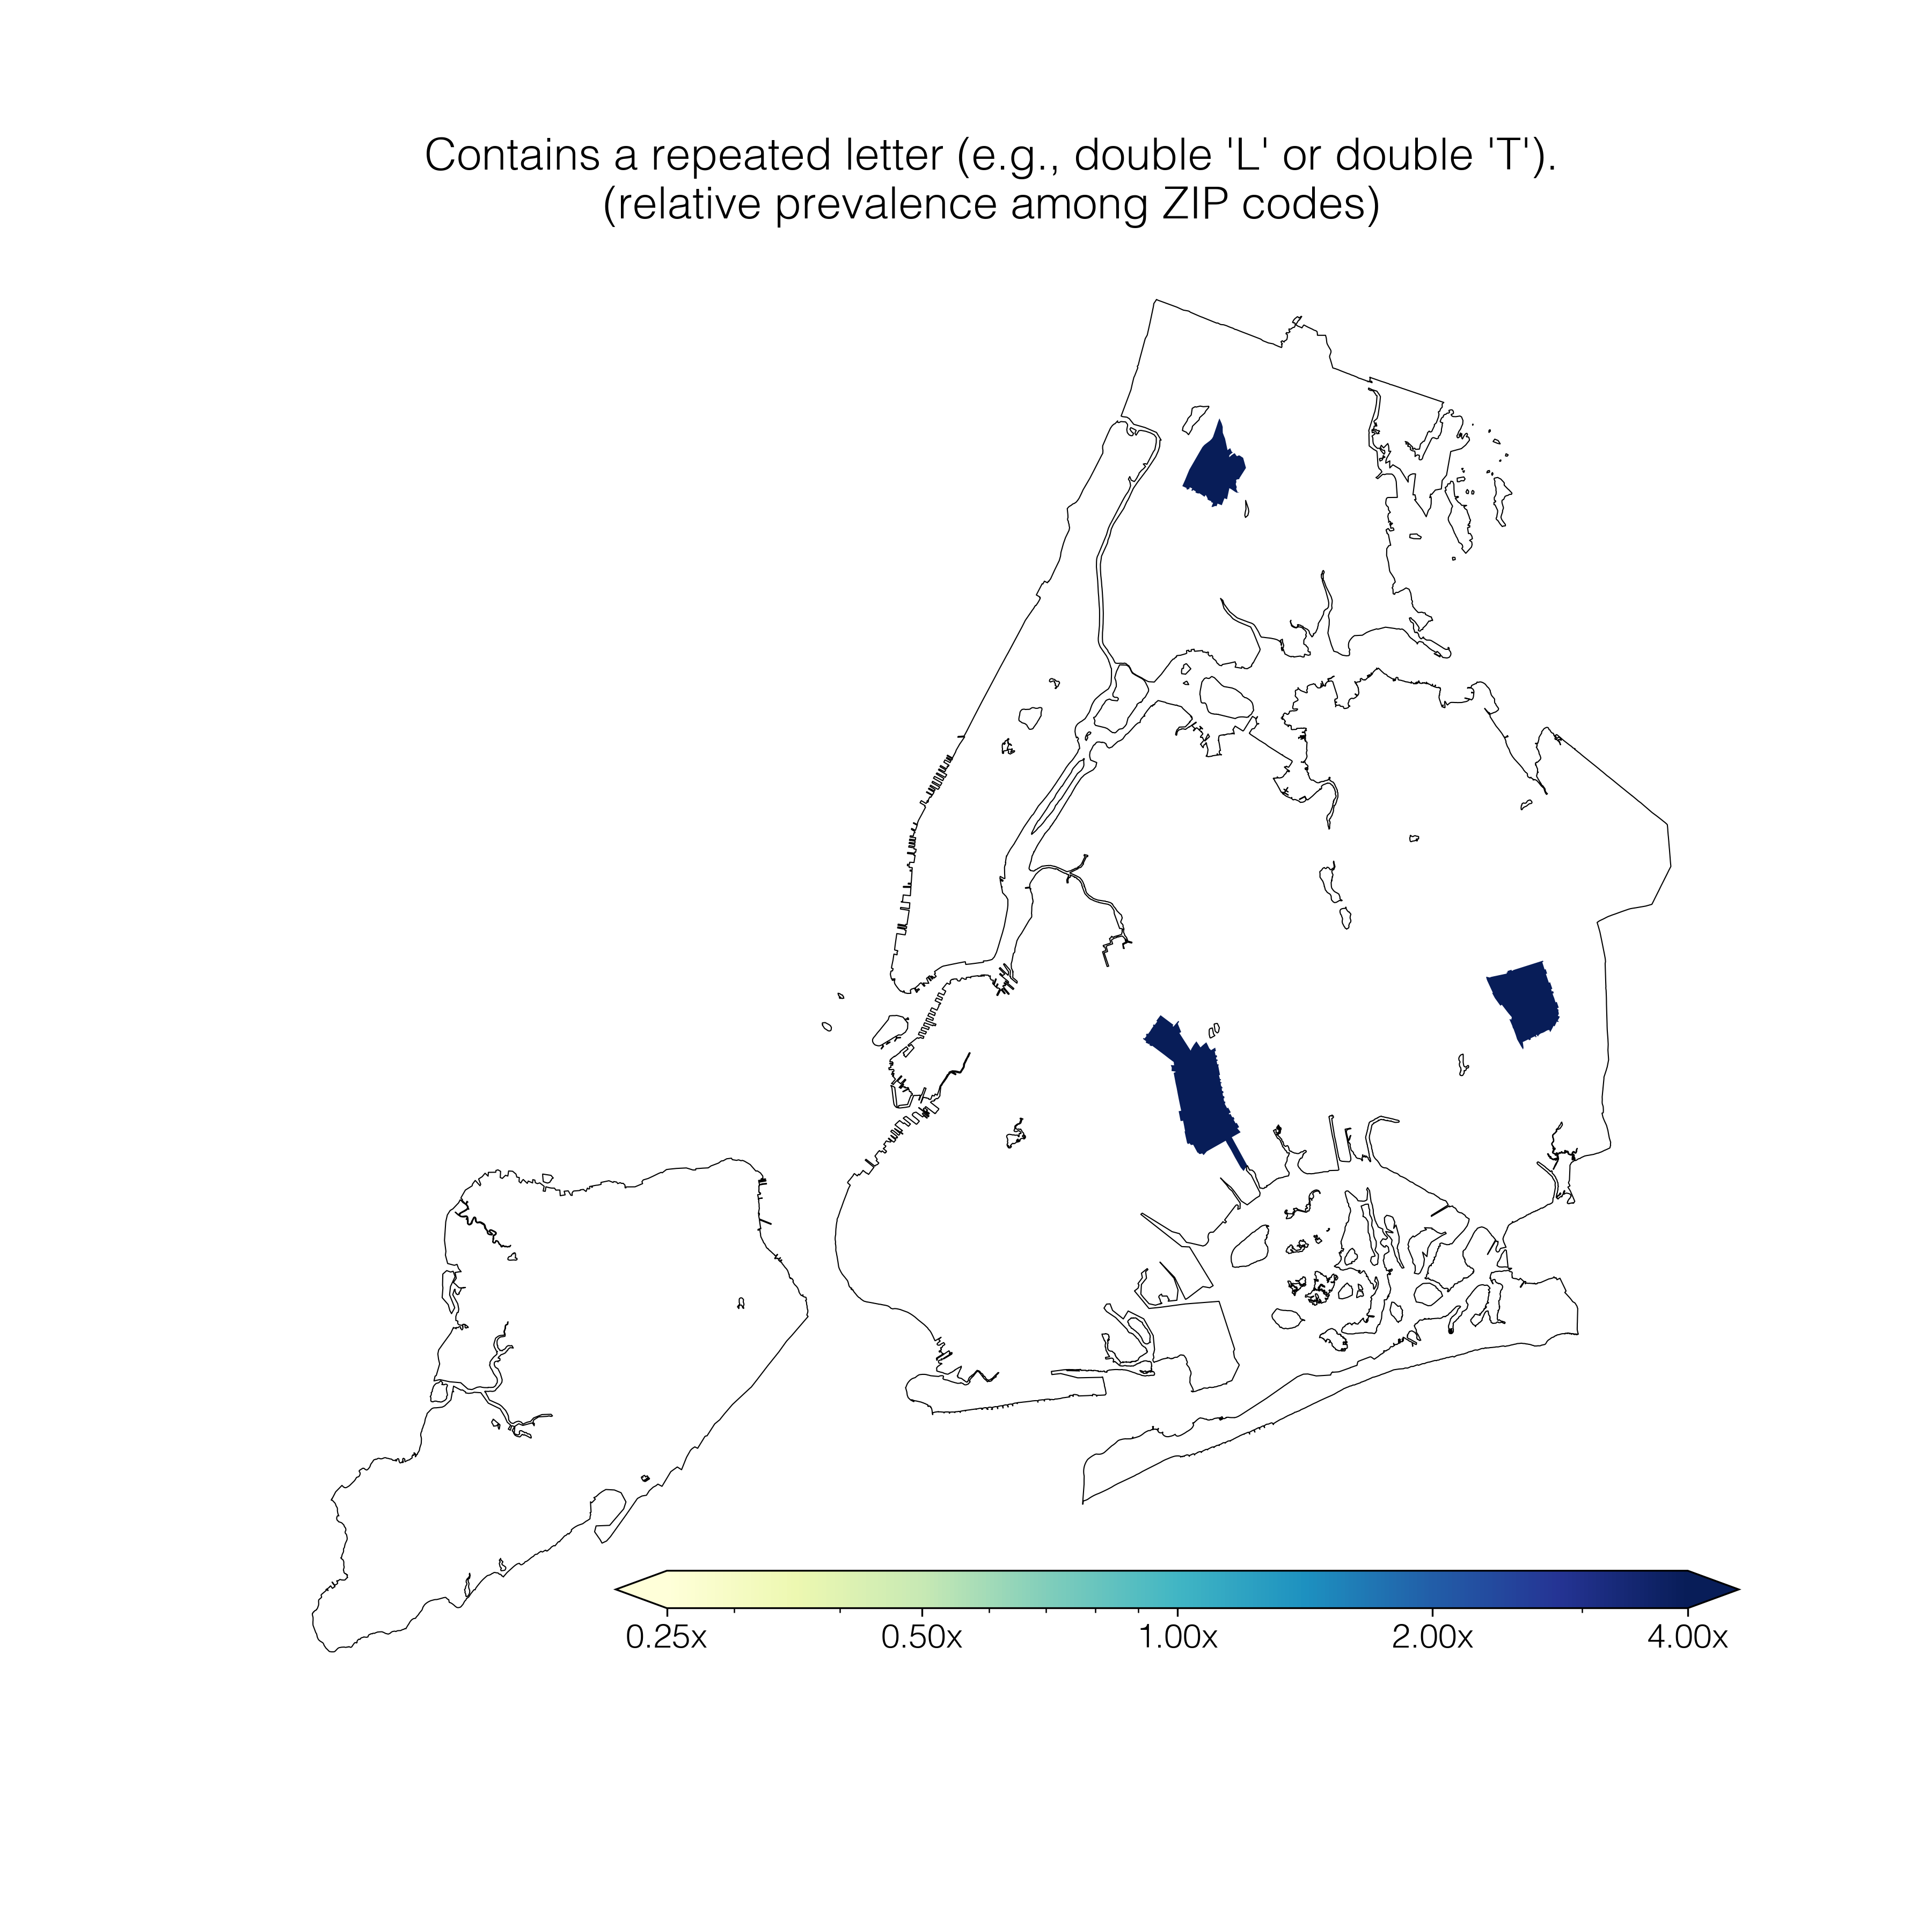 Contains a repeated letter (e.g., double 'L' or double 'T').
(relative prevalence among ZIP codes)
0.25x 0.50x 1.00x 2.00x 4.00x